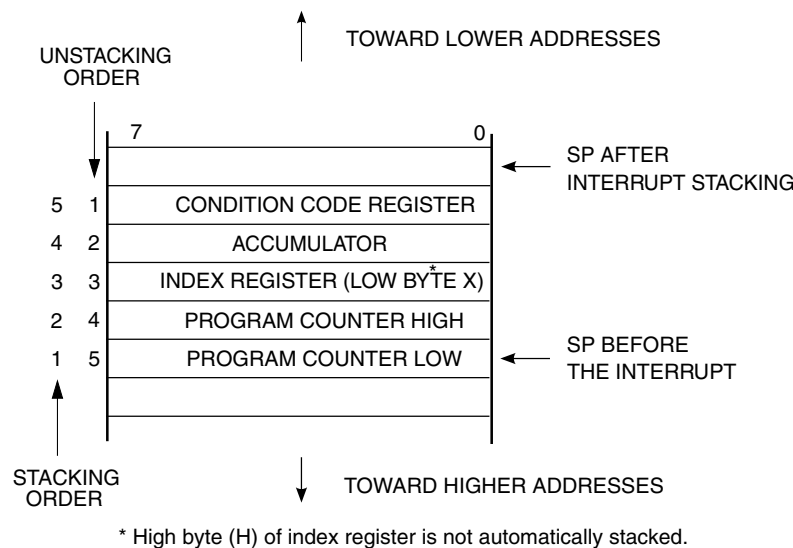 TOWARD LOWER ADDRESSES
UNSTACKING
ORDER
7 0
SP AFTER
INTERRUPT STACKING
5 1 CONDITION CODE REGISTER
4 2 ACCUMULATOR
3 3 INDEX REGISTER (LOW BYTE X)*
2 4 PROGRAM COUNTER HIGH
1 5 PROGRAM COUNTER LOW
SP BEFORE
THE INTERRUPT
STACKING
ORDER
TOWARD HIGHER ADDRESSES
* High byte (H) of index register is not automatically stacked.